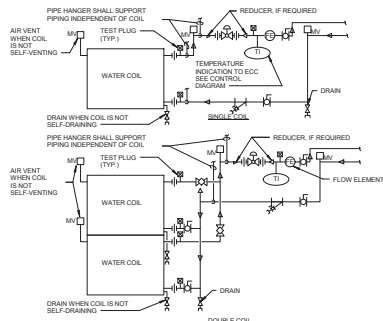 PIPE HANGER SHALL SUPPORT
PIPING INDEPENDENT OF COIL
REDUCER, IF REQUIRED
AIR VENT
WHEN COIL
IS NOT
SELF-VENTING
TEST PLUG
(TYP.)
MV
MV
MV
FE
TI
TEMPERATURE
INDICATION TO ECC
SEE CONTROL
DIAGRAM
WATER COIL
DRAIN
SINGLE COIL
DRAIN WHEN COIL IS NOT
SELF-DRAINING
PIPE HANGER SHALL SUPPORT
PIPING INDEPENDENT OF COIL
REDUCER, IF REQUIRED
TEST PLUG
(TYP.)
AIR VENT
WHEN COIL
IS NOT
SELF-VENTING
MV
MV
MV
FE
TI
FLOW ELEMENT
WATER COIL
WATER COIL
DRAIN
DRAIN WHEN COIL IS NOT
SELF-DRAINING
DOUBLE COIL